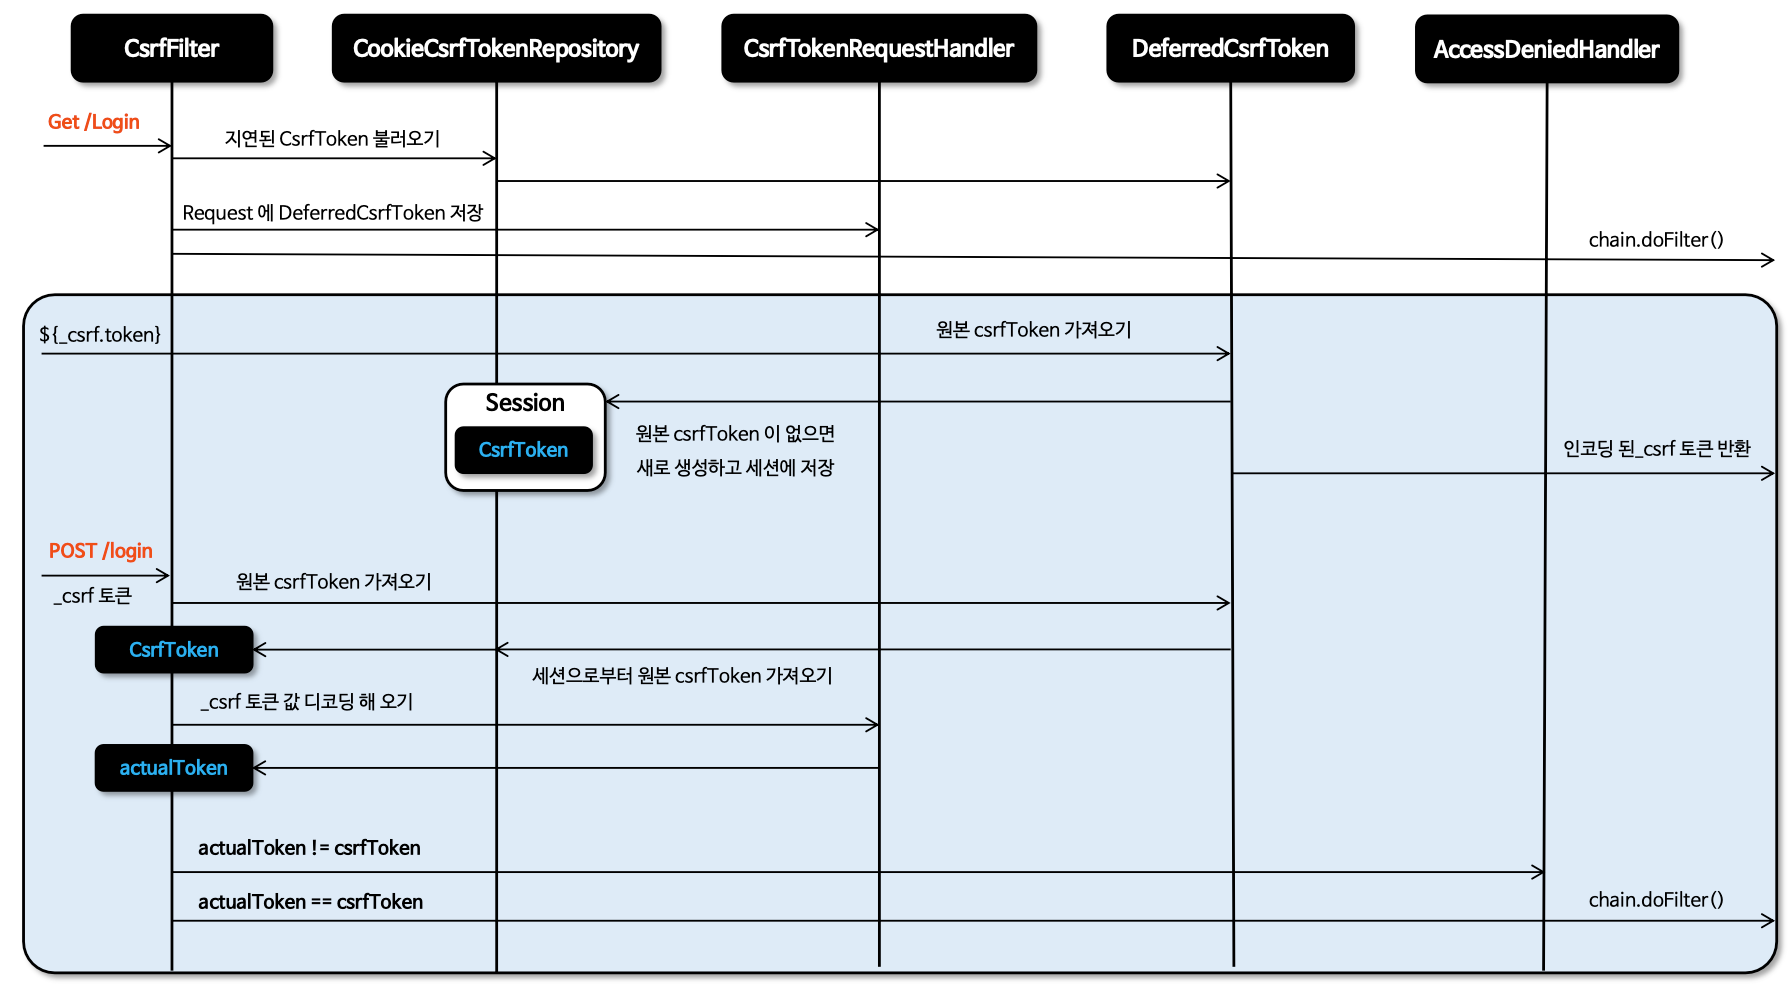 CsrfFilter
CookieCsrfTokenRepository
CsrfTokenRequestHandler
DeferredCsrfToken
AccessDeniedHandler
Get /Login
지연된 CsrfToken 불러오기
Request 에 DeferredCsrfToken 저장
chain.doFilter()
${_csrf.token}
원본 csrfToken 가져오기
Session
CsrfToken
원본 csrfToken 이 없으면
새로 생성하고 세션에 저장
인코딩 된_csrf 토큰 반환
POST /login
_csrf 토큰
원본 csrfToken 가져오기
CsrfToken
세션으로부터 원본 csrfToken 가져오기
_csrf 토큰 값 디코딩 해 오기
actualToken
actualToken != csrfToken
actualToken == csrfToken
chain.doFilter()